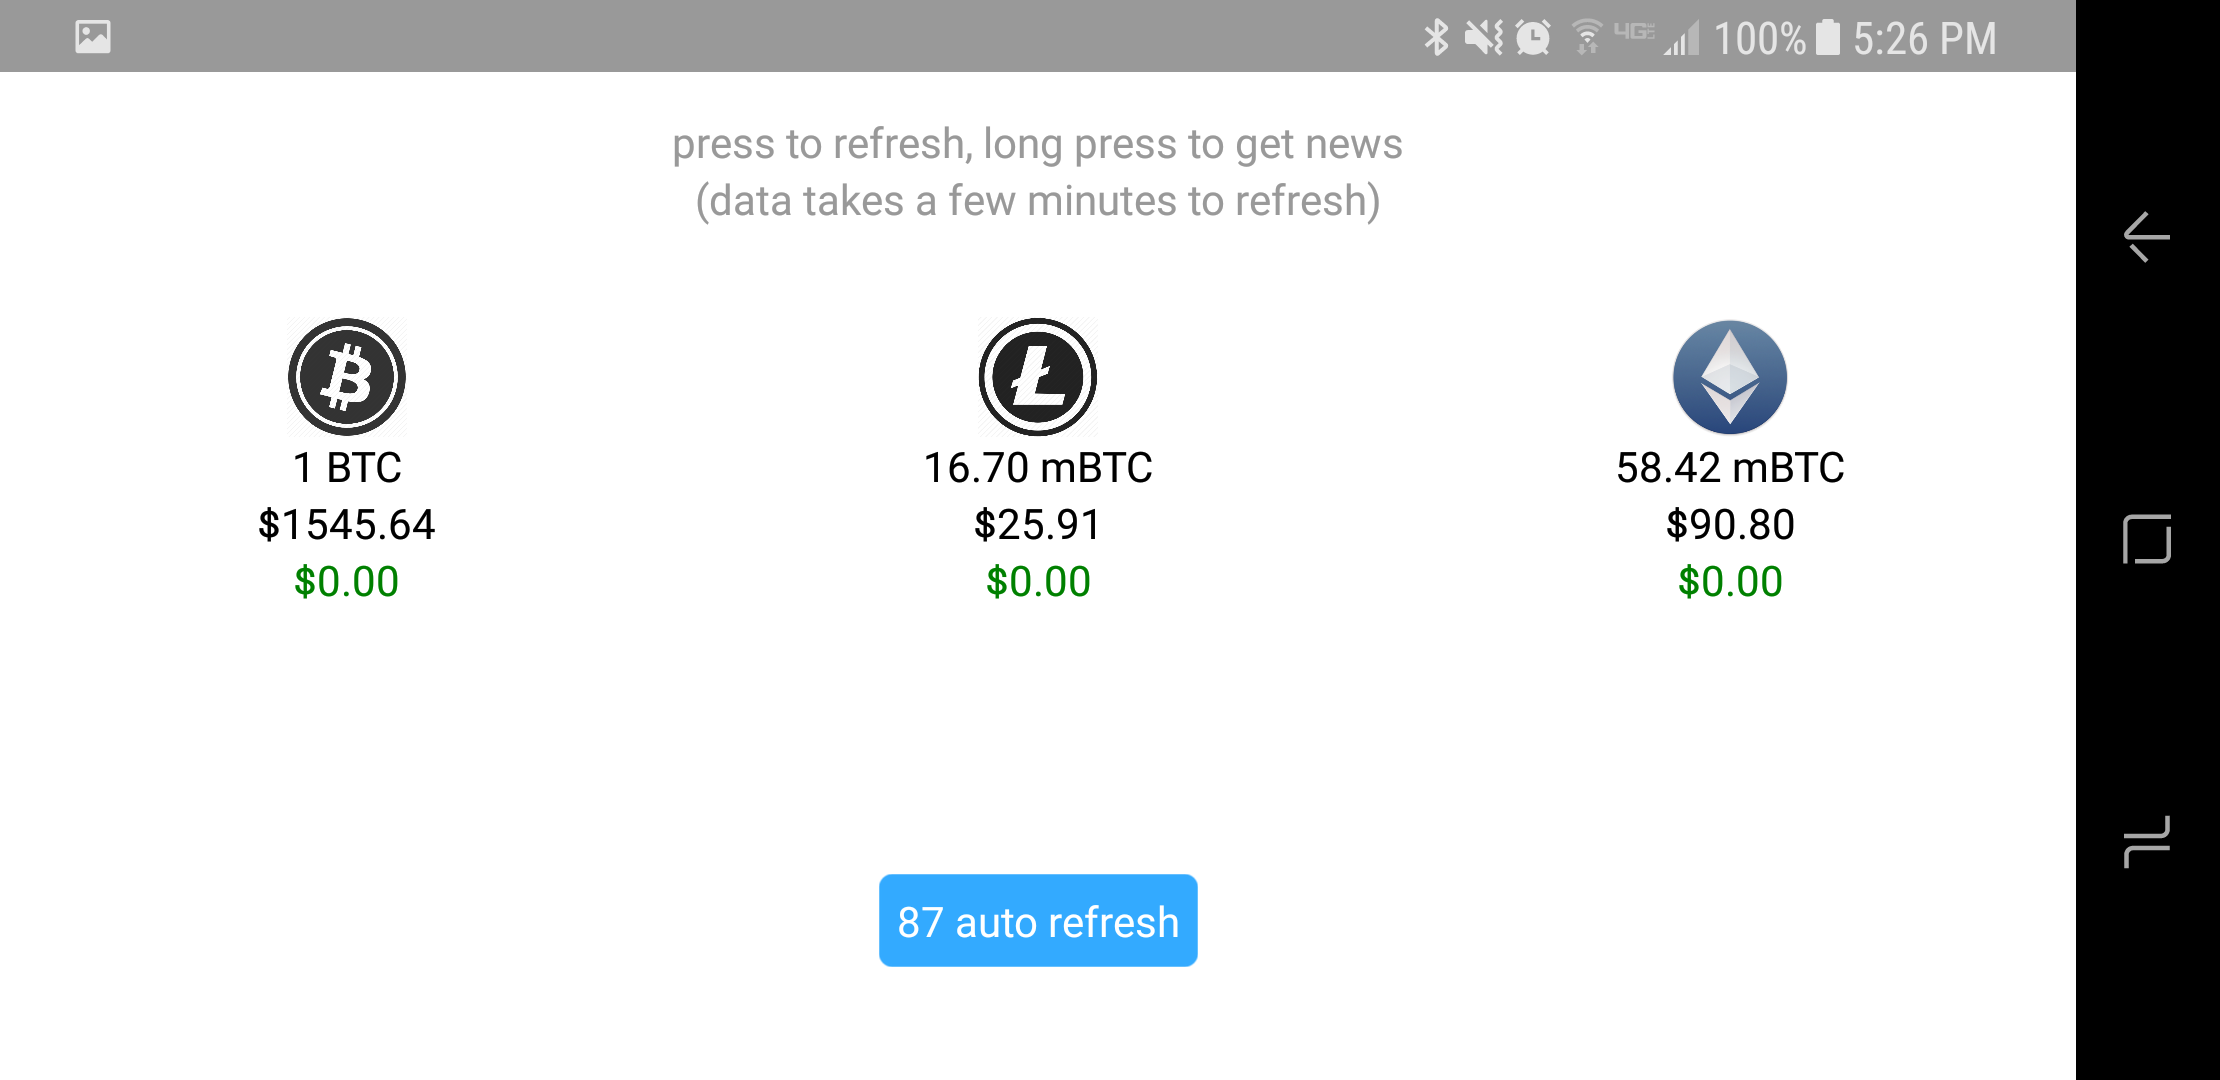 4GE 100% 5:26 PM
press to refresh, long press to get news
(data takes a few minutes to refresh)
1 BTC
$1545.64
$0.00
16.70 mBTC
$25.91
$0.00
58.42 mBTC
$90.80
$0.00
87 auto refresh